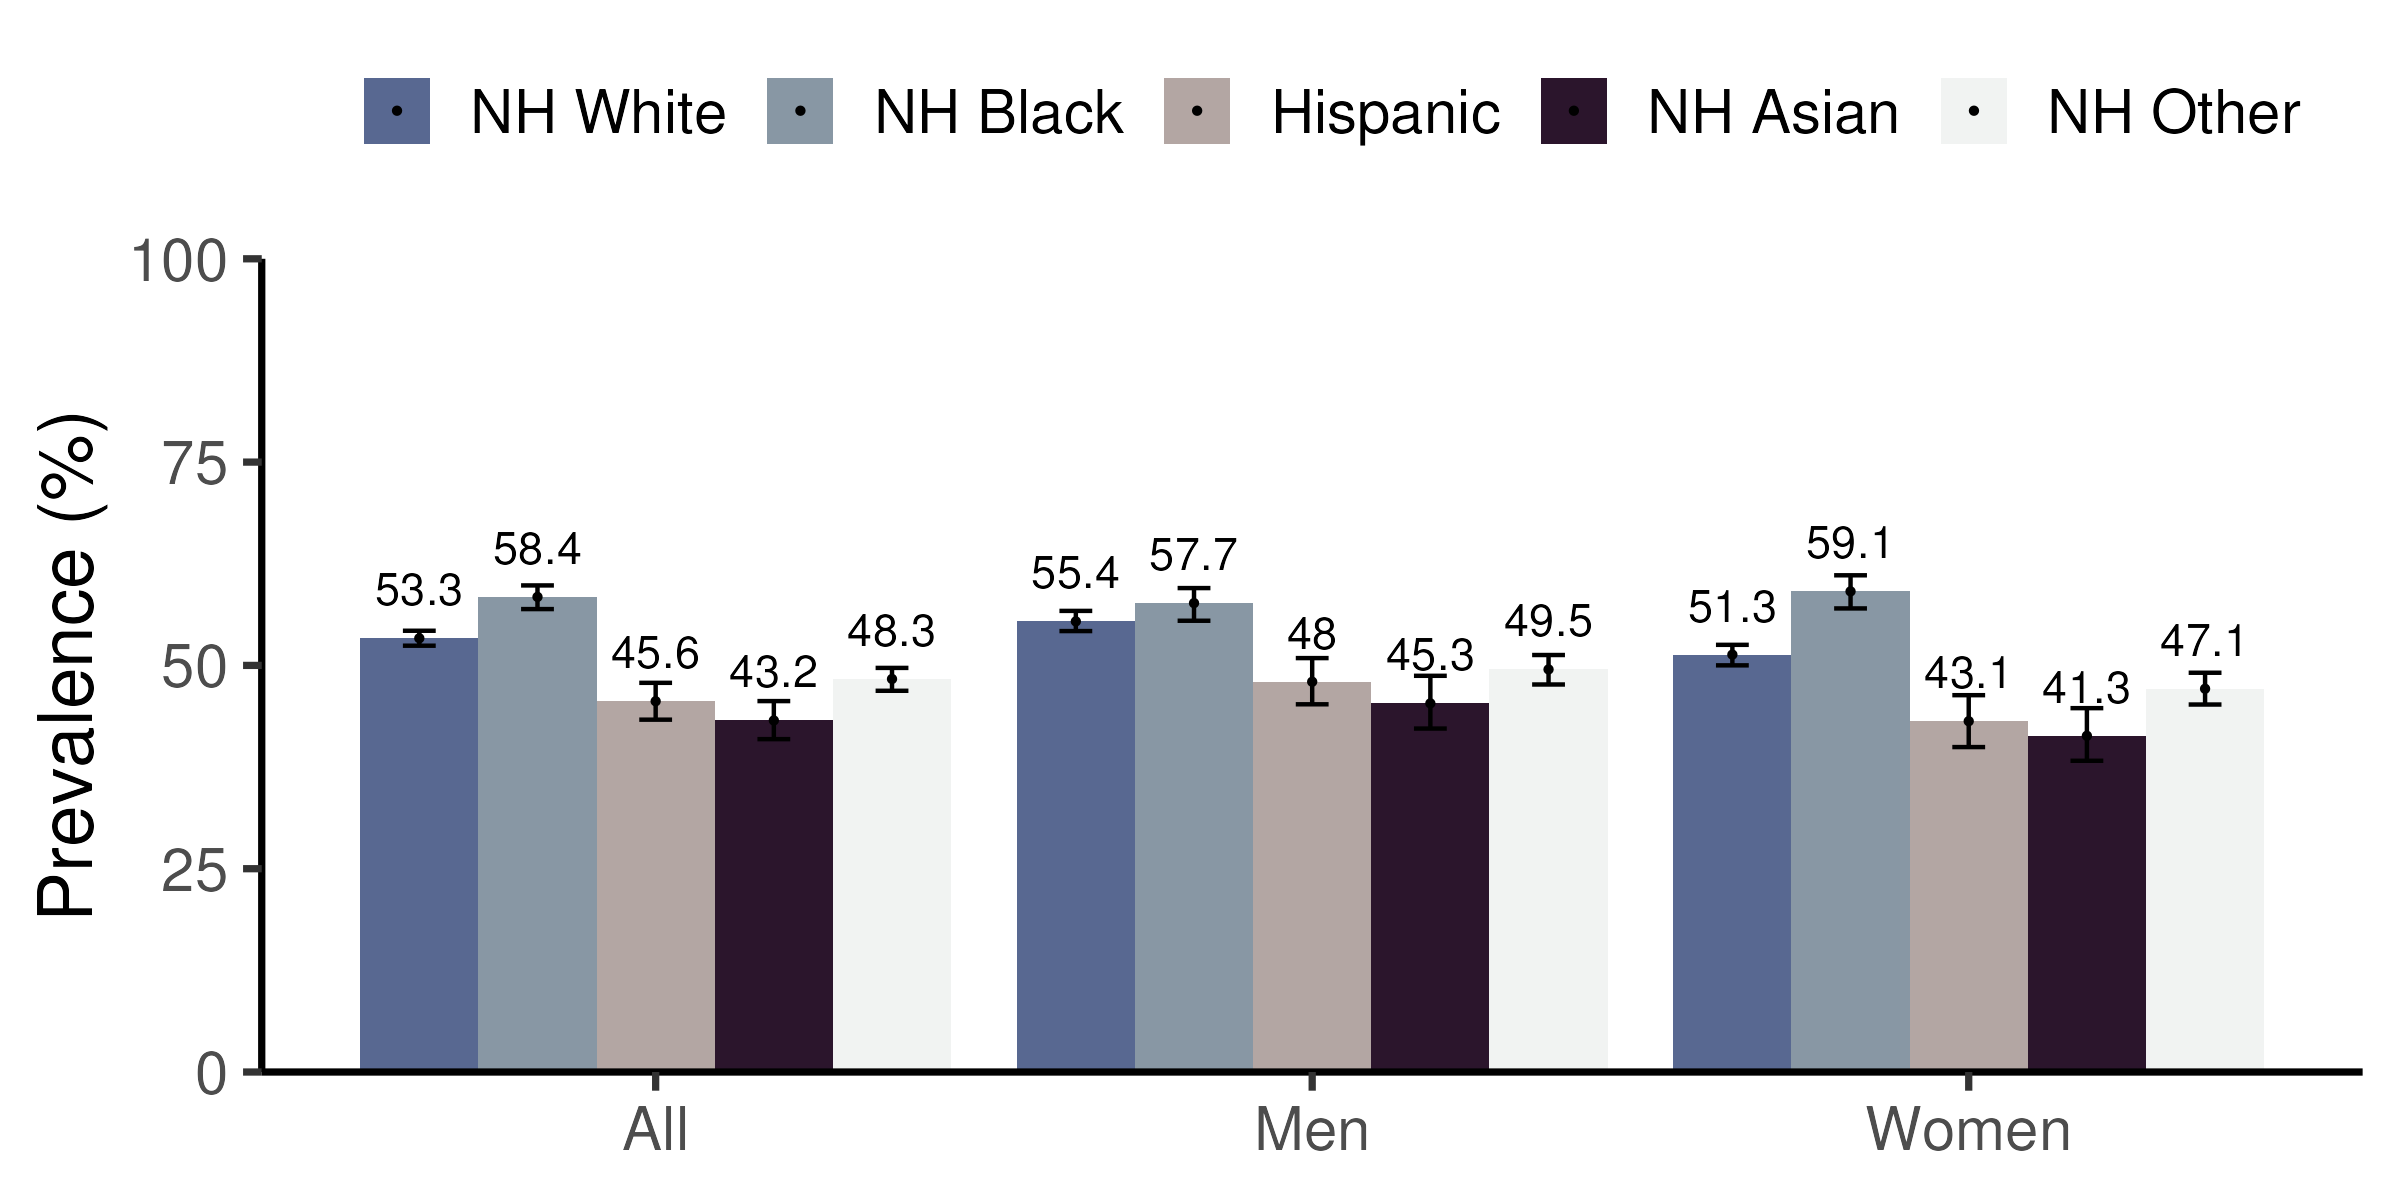 NH White NH Black Hispanic NH Asian NH Other
Prevalence (%)
100
75
50
25
0
53.3 58.4 45.6 43.2 48.3
55.4 57.7 48 45.3 49.5
51.3 59.1 43.1 41.3 47.1
All Men Women